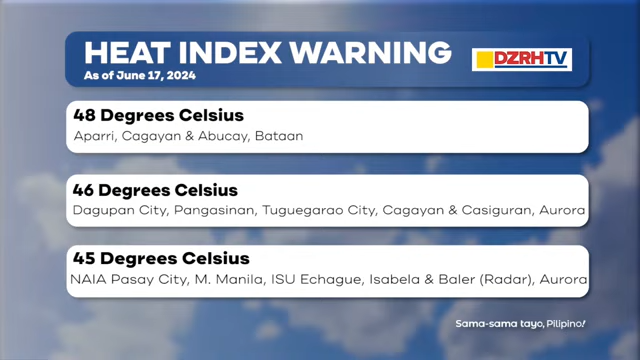 HEAT INDEX WARNING
As of June 17, 2024
DZRHTV
48 Degrees Celsius
Aparri, Cagayan & Abucay, Bataan
46 Degrees Celsius
Dagupan City, Pangasinan, Tuguegarao City, Cagayan & Casiguran, Aurora
45 Degrees Celsius
NAIA Pasay City, M. Manila, ISU Echague, Isabela & Baler (Radar), Aurora
Sama-sama tayo, Pilipino!